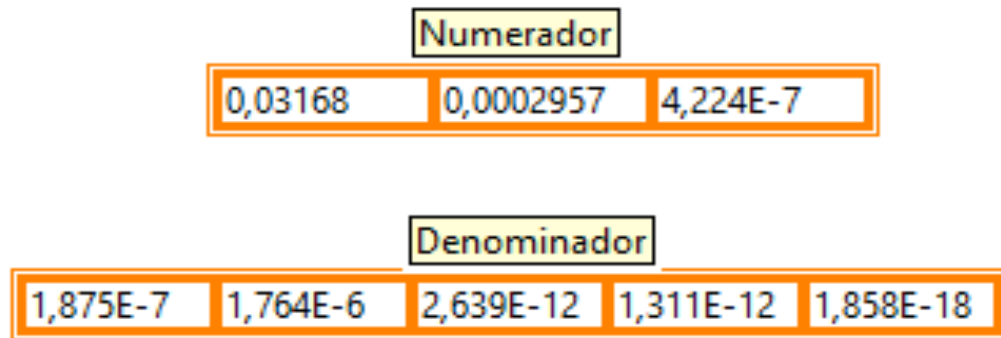 Numerador
0,03168 0,0002957 4,224E-7
Denominador
1,875E-7 1,764E-6 2,639E-12 1,311E-12 1,858E-18